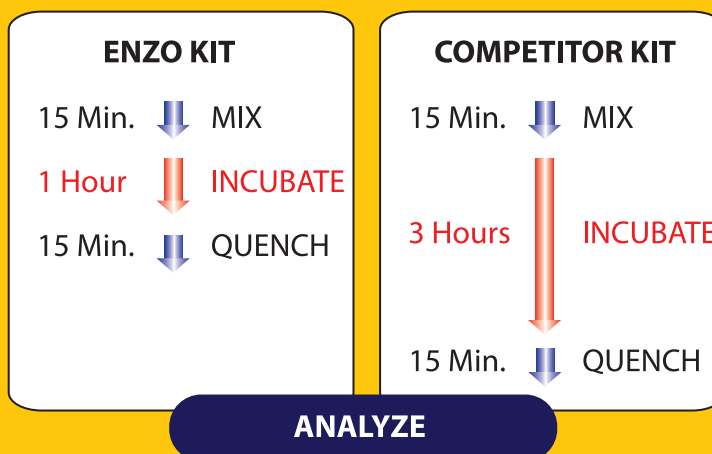 ENZO KIT
15 Min. MIX
1 Hour INCUBATE
15 Min. QUENCH
COMPETITOR KIT
15 Min. MIX
3 Hours INCUBATE
15 Min. QUENCH
ANALYZE